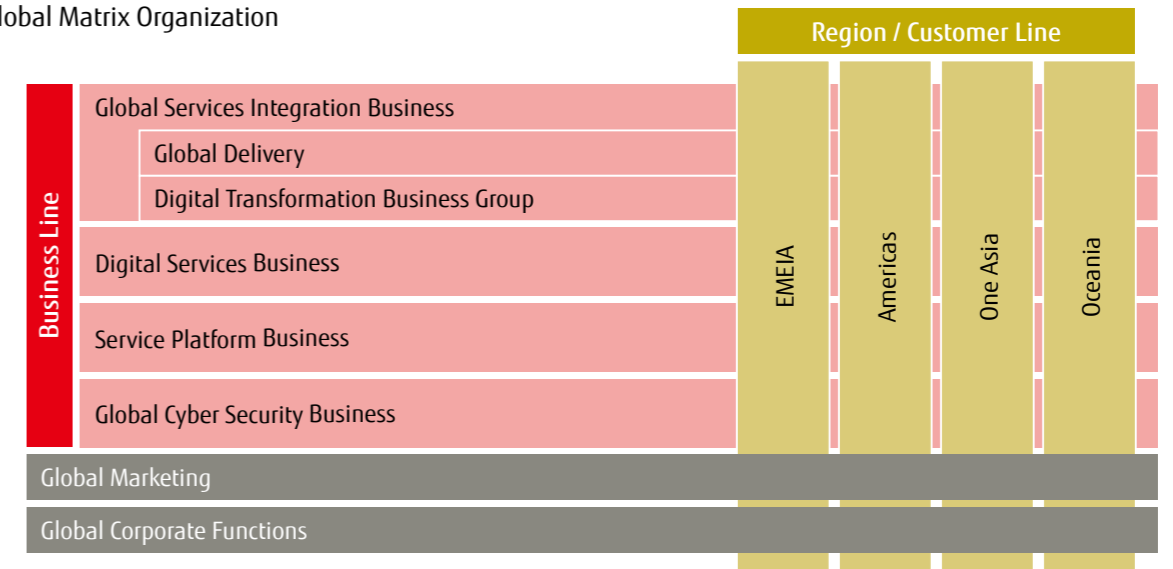 lobal Matrix Organization
Region / Customer Line
Business Line
Global Services Integration Business
Global Delivery
Digital Transformation Business Group
Digital Services Business
Service Platform Business
Global Cyber Security Business
EMEIA
Americas
One Asia
Oceania
Global Marketing
Global Corporate Functions